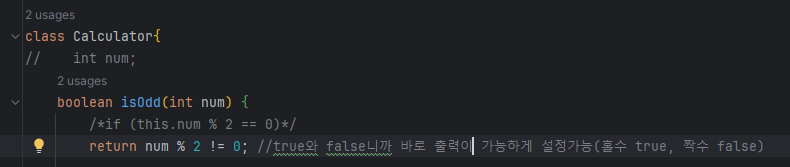 2 usages
class Calculator{
//    int num;
2 usages
boolean isOdd(int num) {
/*if (this.num % 2 == 0)*/
return num % 2 != 0; //true와 false니까 바로 출력이 가능하게 설정가능(홀수 true, 짝수 false)